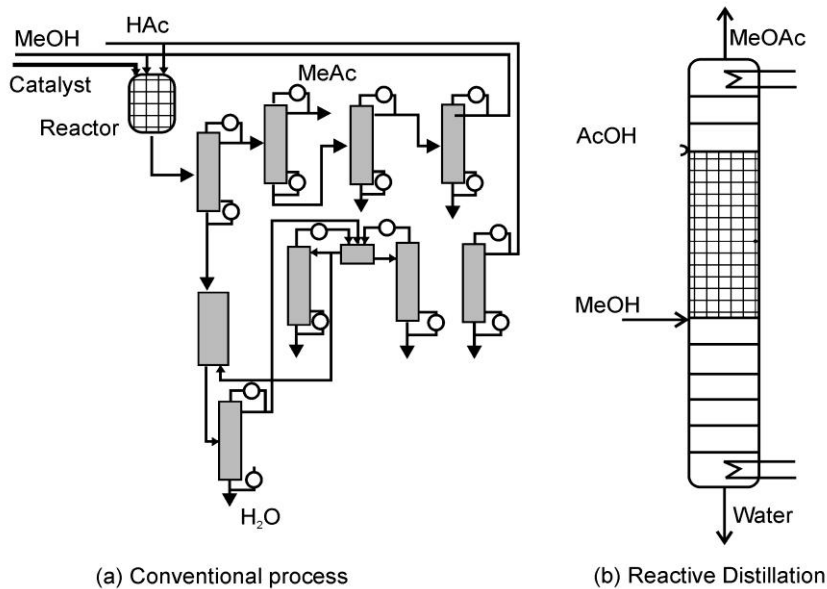 HAc
MeOH
Catalyst
Reactor
MeAc
H₂O
(a) Conventional process
MeOAc
AcOH
MeOH
Water
(b) Reactive Distillation